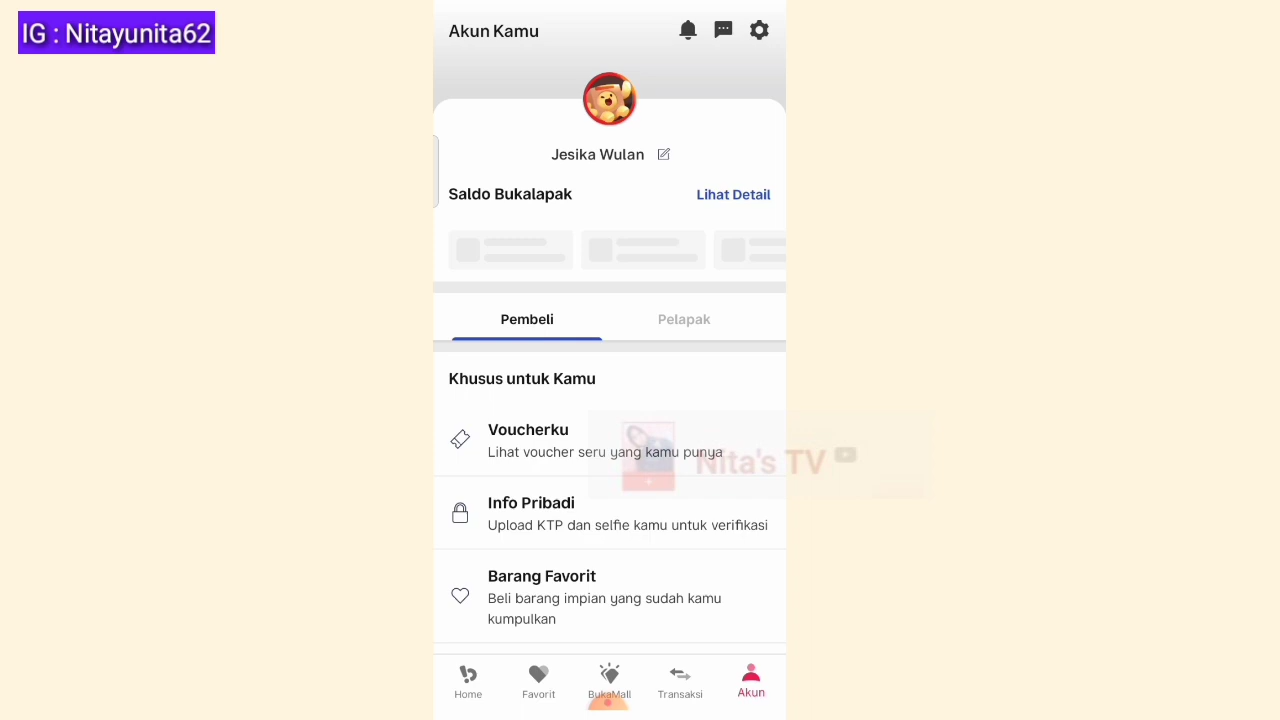 IG : Nitayunita62
Akun Kamu
Jesika Wulan
Saldo Bukalapak
Lihat Detail
Pembeli
Pelapak
Khusus untuk Kamu
Voucherku
Lihat voucher seru yang kamu punya
Nita's TV
Info Pribadi
Upload KTP dan selfie kamu untuk verifikasi
Barang Favorit
Beli barang impian yang sudah kamu
kumpulkan
Home
Favorit
BukaMall
Transaksi
Akun